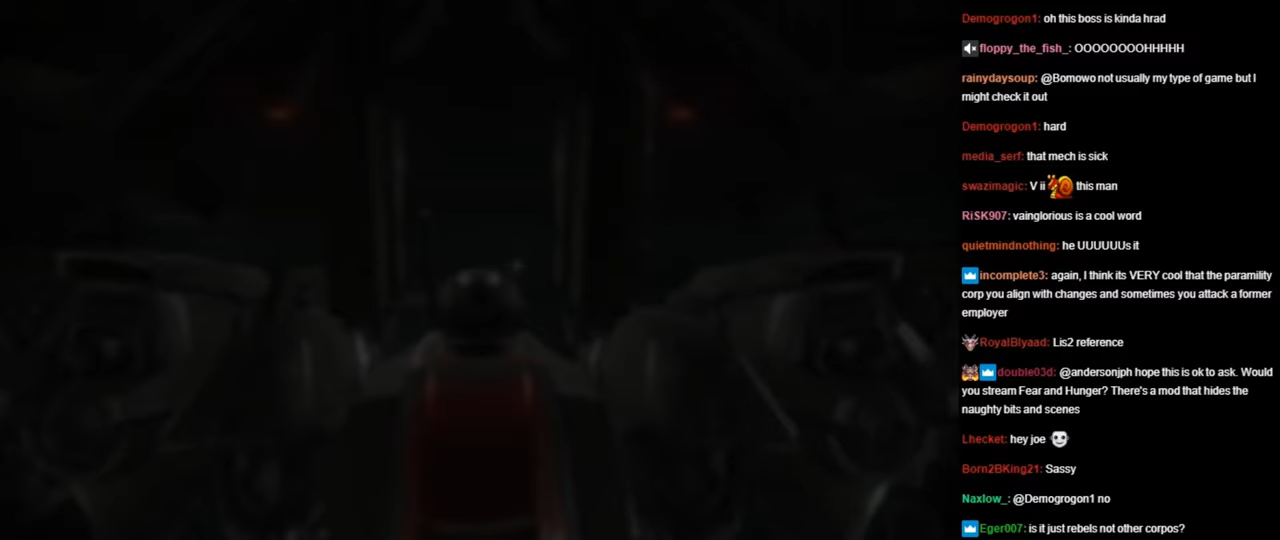 Demogrogon1: oh this boss is kinda hrad
floppy_the_fish_: OOOOOOOOHHHHH
rainydaysoup: @Bomowo not usually my type of game but I
might check it out
Demogrogon1: hard
media_serf: that mech is sick
swazimagic: V ii this man
RiSK907: vainglorious is a cool word
quietmindnothing: he UUUUUUs it
incomplete3: again, I think its VERY cool that the paramility
corp you align with changes and sometimes you attack a former
employer
RoyalBlyaad: Lis2 reference
double03d: @andersonjph hope this is ok to ask. Would
you stream Fear and Hunger? There's a mod that hides the
naughty bits and scenes
Lhecket: hey joe
Born2BKing21: Sassy
Naxlow_: @Demogrogon1 no
Eger007: is it just rebels not other corpos?